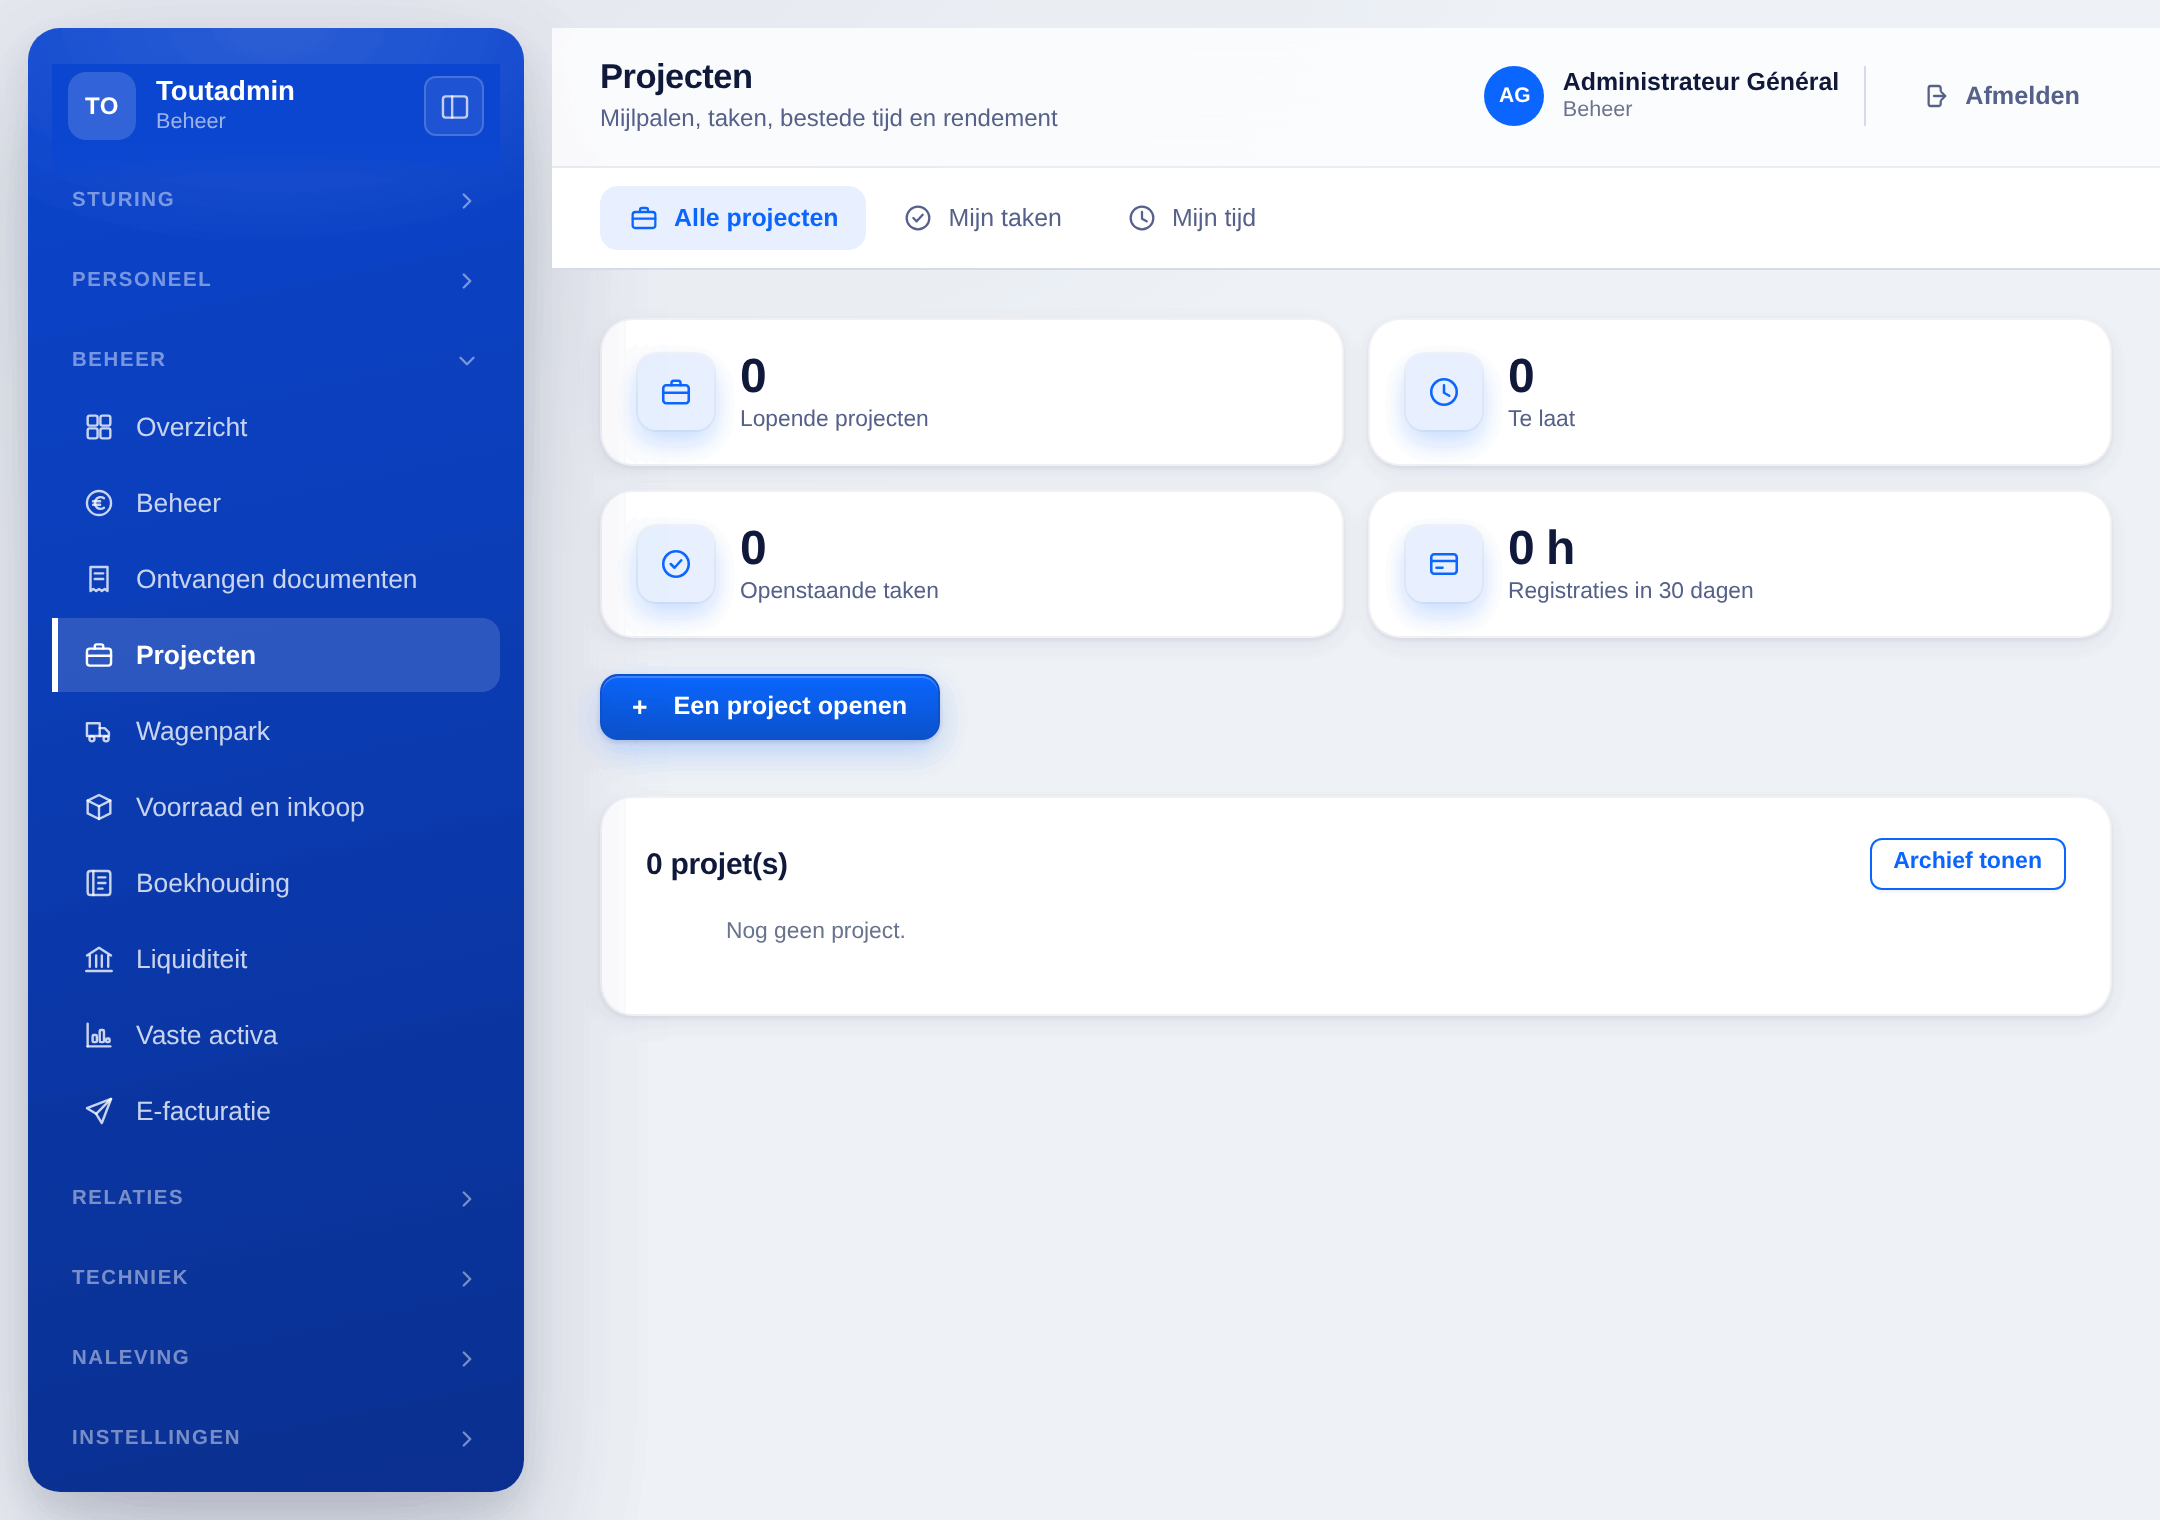 TO
Toutadmin
Beheer
STURING
PERSONEEL
BEHEER
Overzicht
Beheer
Ontvangen documenten
Projecten
Wagenpark
Voorraad en inkoop
Boekhouding
Liquiditeit
Vaste activa
E-facturatie
RELATIES
TECHNIEK
NALEVING
INSTELLINGEN
Projecten
Mijlpalen, taken, bestede tijd en rendement
AG
Administrateur Général
Beheer
Afmelden
Alle projecten
Mijn taken
Mijn tijd
0
Lopende projecten
0
Te laat
0
Openstaande taken
0 h
Registraties in 30 dagen
+ Een project openen
0 projet(s)
Archief tonen
Nog geen project.